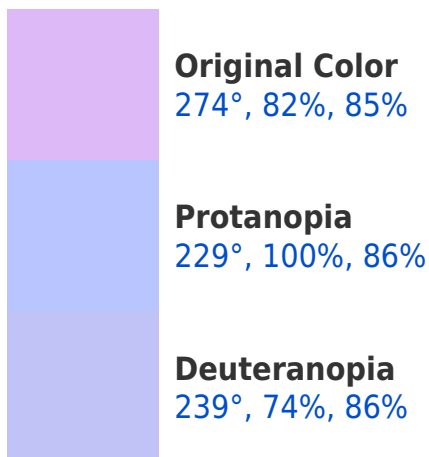 Original Color
274°, 82%, 85%
Protanopia
229°, 100%, 86%
Deuteranopia
239°, 74%, 86%